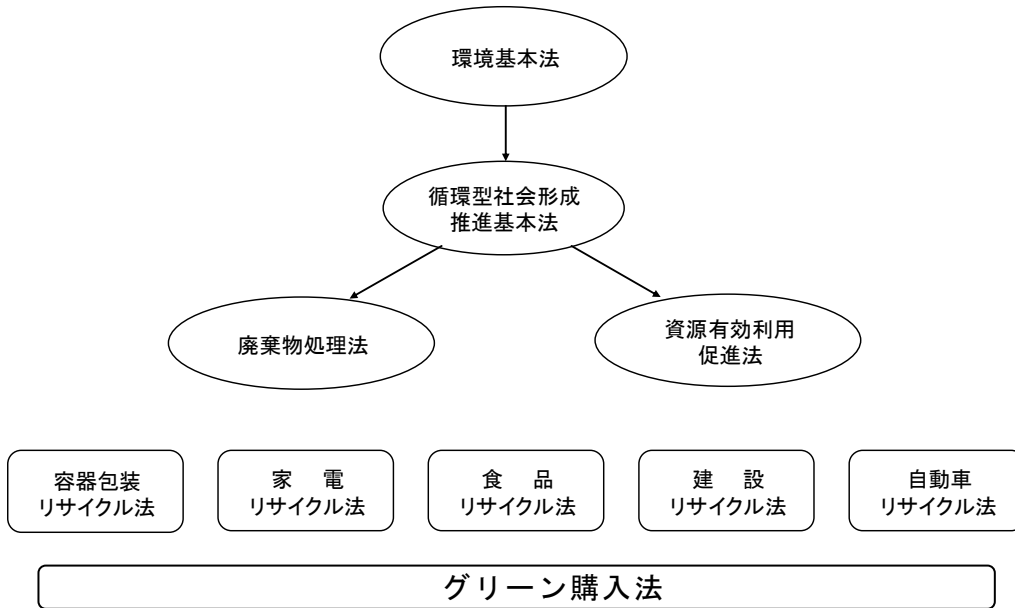 環境基本法
循環型社会形成
推進基本法
廃棄物処理法
資源有効利用
促進法
容器包装
リサイクル法
家　電
リサイクル法
食　品
リサイクル法
建　設
リサイクル法
自動車
リサイクル法
グリーン購入法